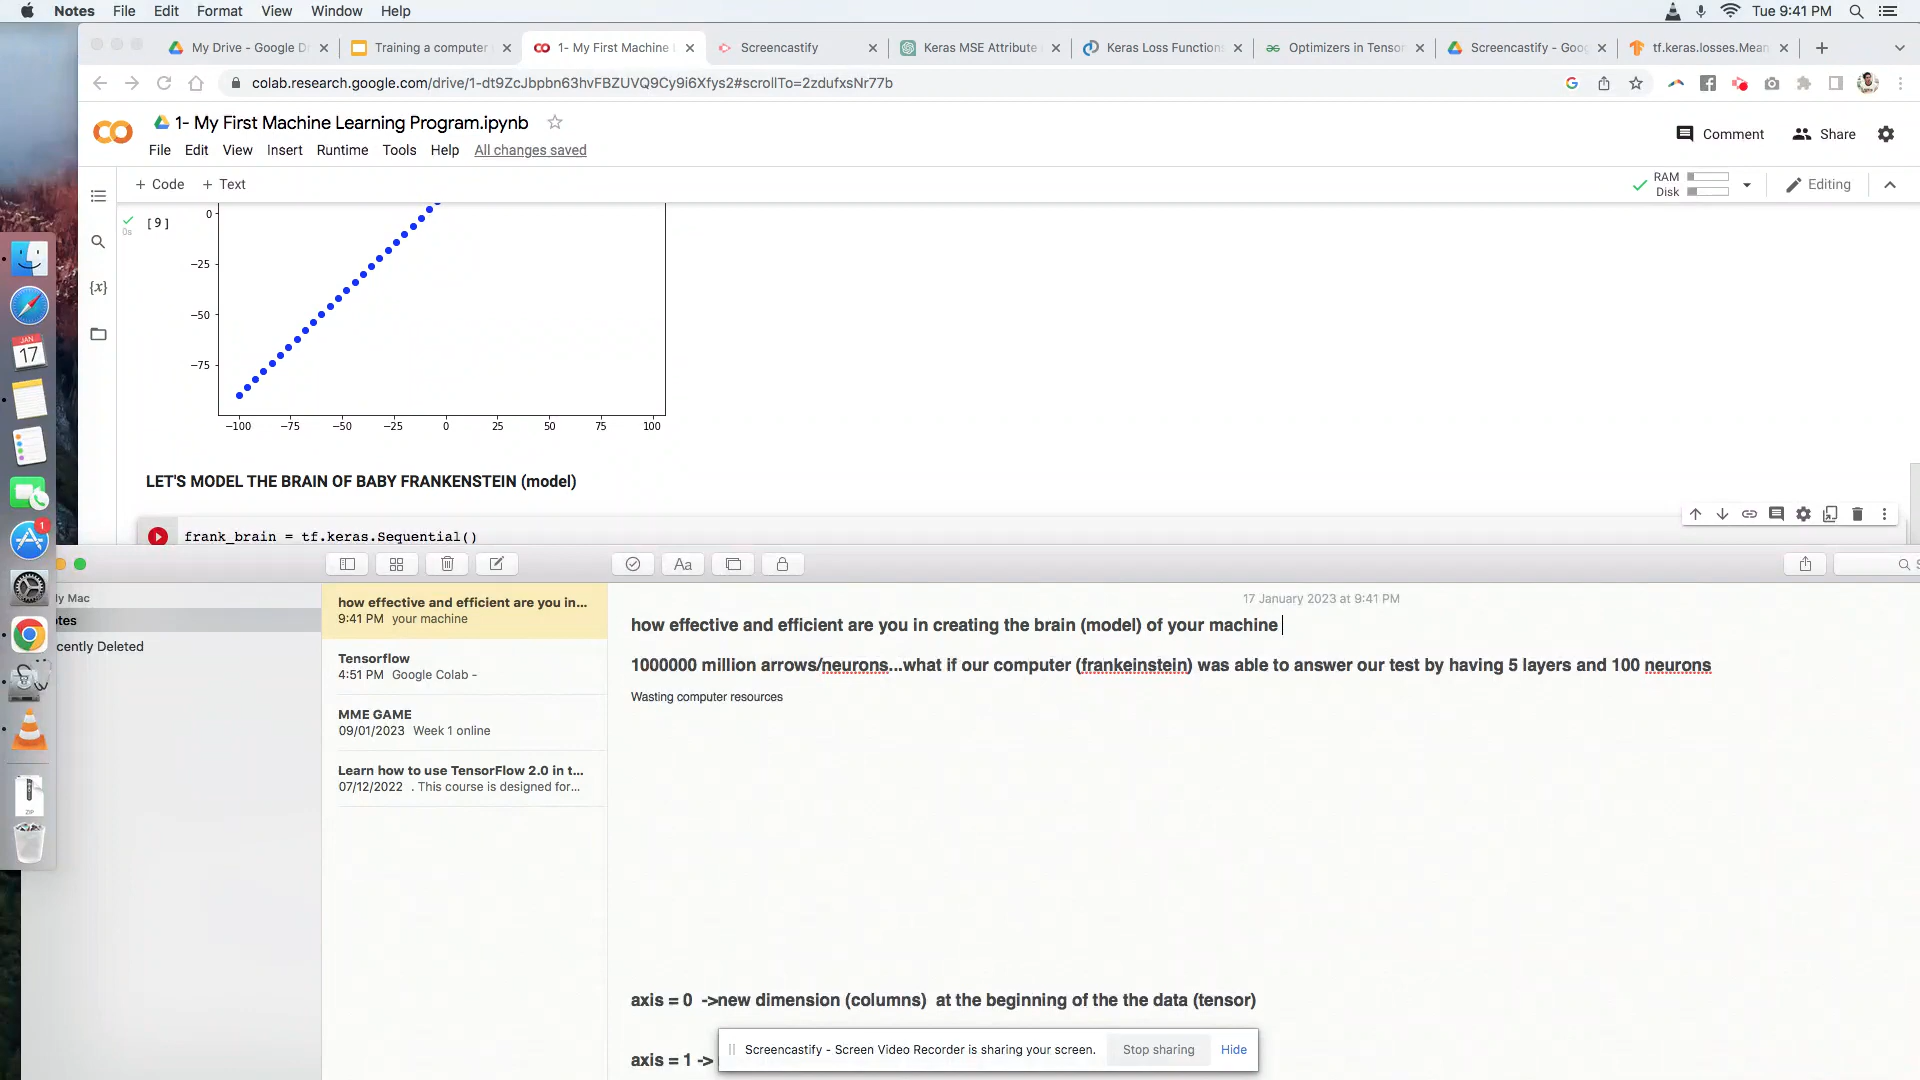 Notes File Edit Format View Window Help
Tue 9:41 PM
My Drive - Google D
Training a computer
1- My First Machine L
Screencastify
Keras MSE Attribute
Keras Loss Functions
Optimizers in Tensor
Screencastify - Goo
tf.keras.losses.Mean
colab.research.google.com/drive/1-dt9ZcJbpbn63hvFBZUVQ9Cy9i6Xfys2#scrollTo=2zdufxsNr77b
1- My First Machine Learning Program.ipynb
Comment Share
File Edit View Insert Runtime Tools Help All changes saved
+ Code + Text
RAM
Disk
Editing
[9]
0s
0
−25
−50
−75
−100 −75 −50 −25 0 25 50 75 100
LET'S MODEL THE BRAIN OF BABY FRANKENSTEIN (model)
frank_brain = tf.keras.Sequential()
JAN
17
1
ZIP
Aa
ly Mac
otes
cently Deleted
how effective and efficient are you in...
9:41 PM your machine
Tensorflow
4:51 PM Google Colab -
MME GAME
09/01/2023 Week 1 online
Learn how to use TensorFlow 2.0 in t...
07/12/2022 . This course is designed for...
17 January 2023 at 9:41 PM
how effective and efficient are you in creating the brain (model) of your machine
1000000 million arrows/neurons...what if our computer (frankeinstein) was able to answer our test by having 5 layers and 100 neurons
Wasting computer resources
axis = 0 ->new dimension (columns) at the beginning of the the data (tensor)
axis = 1 ->
Screencastify - Screen Video Recorder is sharing your screen. Stop sharing Hide